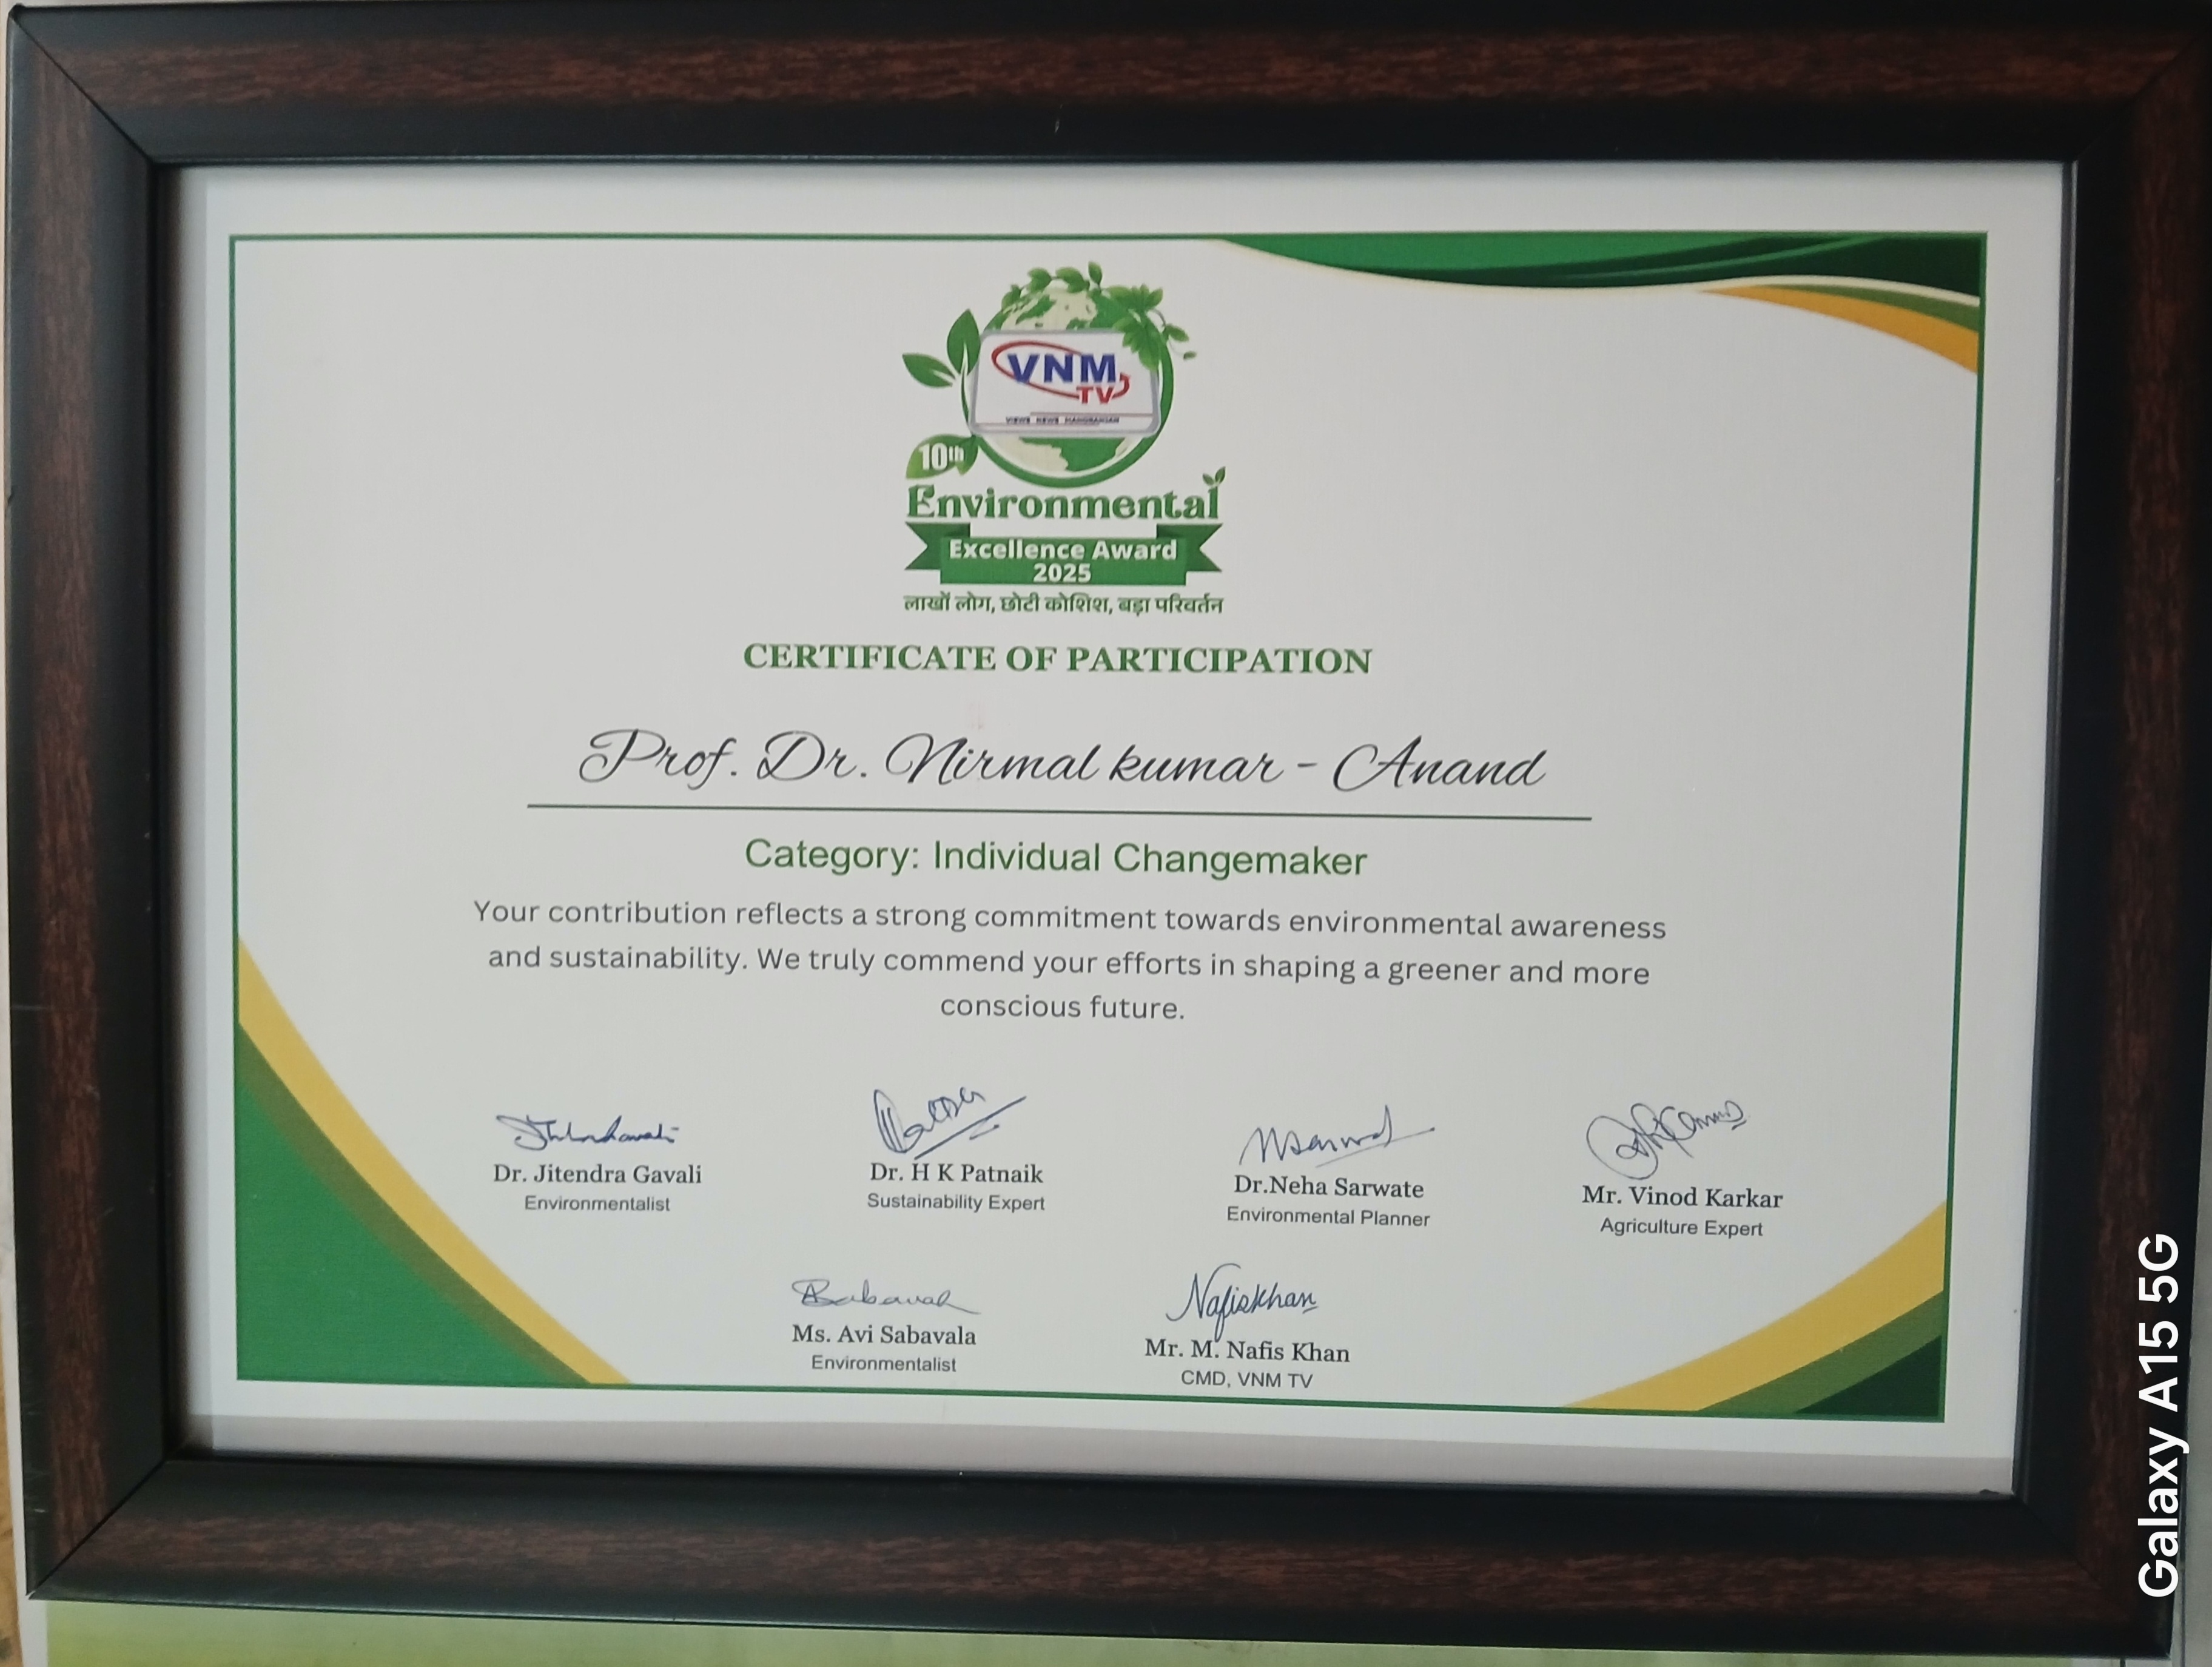 VNM
TV
VIEWS NEWS MANORANJAN
10th
Environmental
Excellence Award
2025
लाखों लोग, छोटी कोशिश, बड़ा परिवर्तन
CERTIFICATE OF PARTICIPATION
Prof. Dr. Nirmal kumar - Anand
Category: Individual Changemaker
Your contribution reflects a strong commitment towards environmental awareness
and sustainability. We truly commend your efforts in shaping a greener and more
conscious future.
Dr. Jitendra Gavali
Environmentalist
Dr. H K Patnaik
Sustainability Expert
Dr.Neha Sarwate
Environmental Planner
Mr. Vinod Karkar
Agriculture Expert
Ms. Avi Sabavala
Environmentalist
Nafiskhan
Mr. M. Nafis Khan
CMD, VNM TV
Galaxy A15 5G